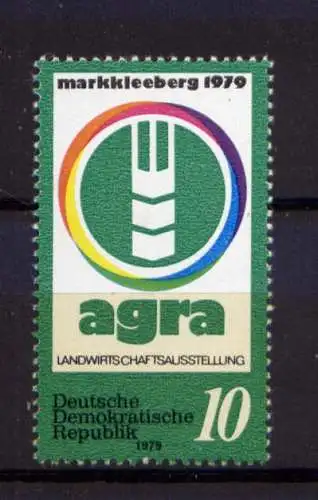 markkleeberg 1979
agra
LANDWIRTSCHAFTSAUSSTELLUNG
Deutsche
Demokratische
Republik
10
1979